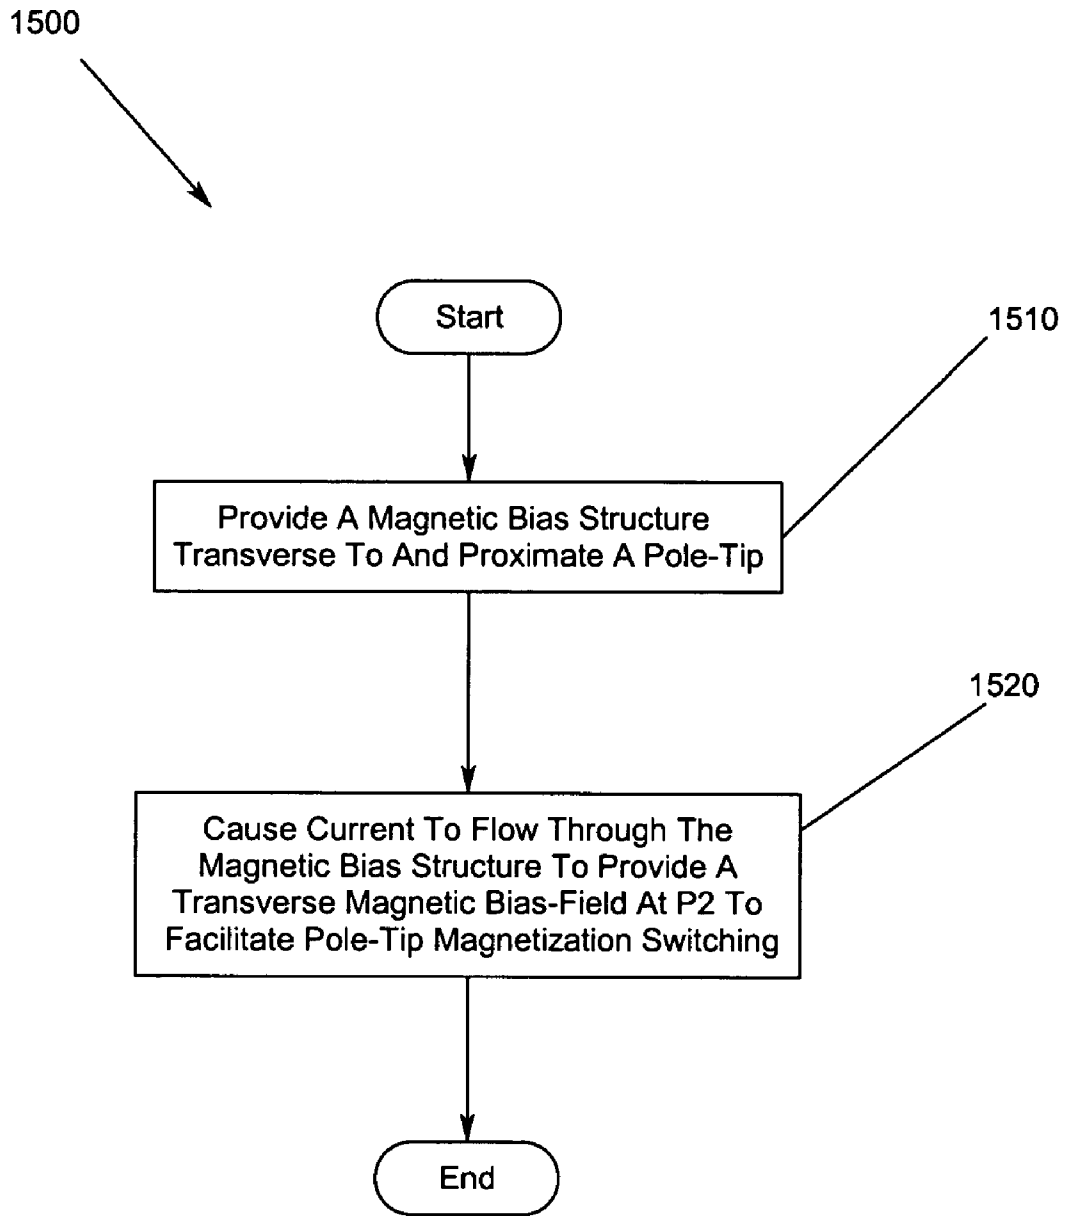 1500
Start
1510
Provide A Magnetic Bias Structure
Transverse To And Proximate A Pole-Tip
1520
Cause Current To Flow Through The
Magnetic Bias Structure To Provide A
Transverse Magnetic Bias-Field At P2 To
Facilitate Pole-Tip Magnetization Switching
End